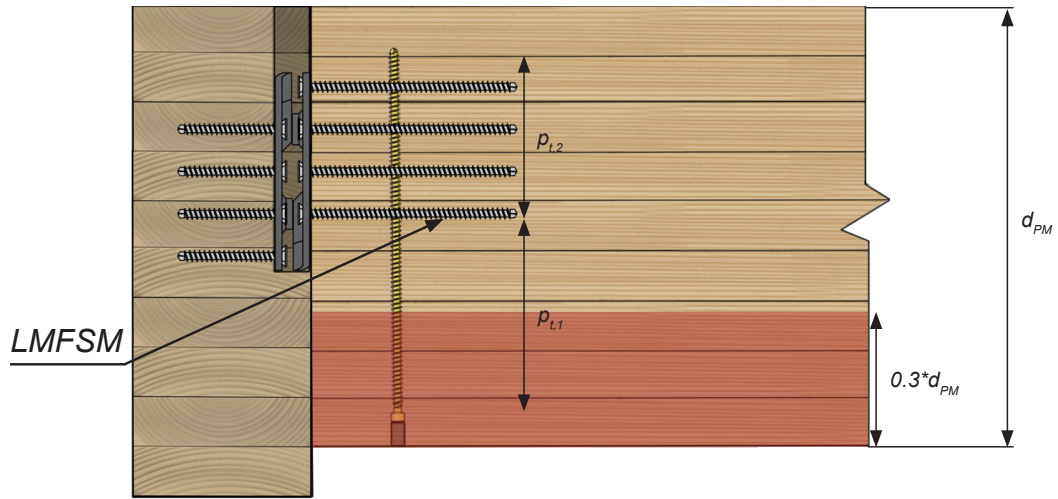 p_{t,2}
d_{PM}
p_{t,1}
LMFSM
0.3*d_{PM}